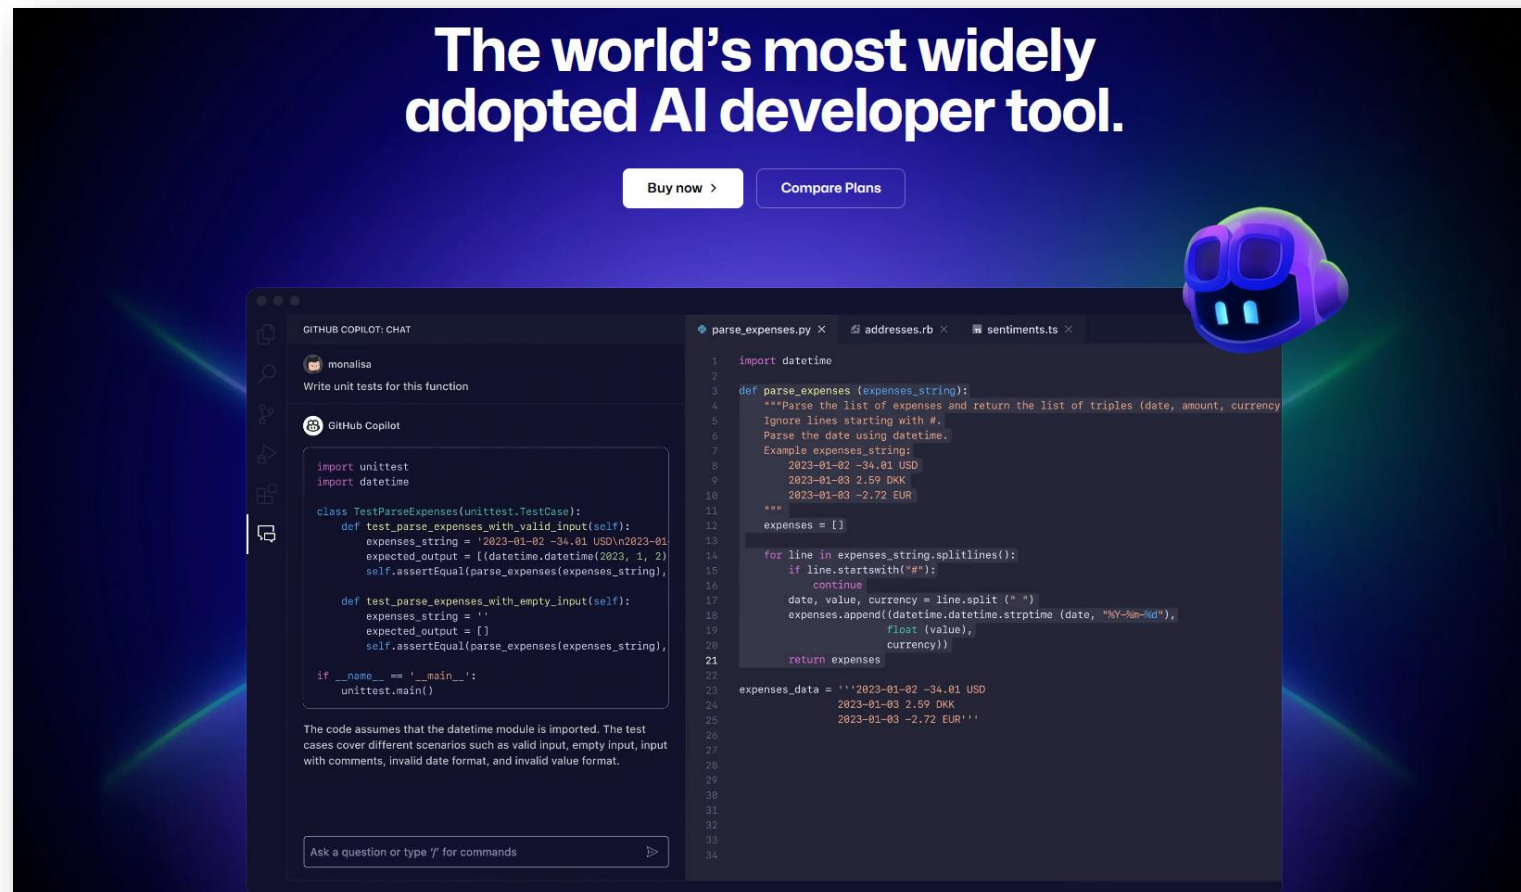 The world's most widely
adopted AI developer tool.
Buy now >
Compare Plans
GITHUB COPILOT: CHAT
monalisa
Write unit tests for this function
GitHub Copilot
import unittest
import datetime
class TestParseExpenses(unittest.TestCase):
def test_parse_expenses_with_valid_input(self):
expenses_string = '2023-01-02 -34.01 USD\n2023-01-
expected_output = [(datetime.datetime(2023, 1, 2)
self.assertEqual(parse_expenses(expenses_string),
def test_parse_expenses_with_empty_input(self):
expenses_string = ''
expected_output = []
self.assertEqual(parse_expenses(expenses_string),
if __name__ == '__main__':
unittest.main()
The code assumes that the datetime module is imported. The test
cases cover different scenarios such as valid input, empty input, input
with comments, invalid date format, and invalid value format.
Ask a question or type '/' for commands
parse_expenses.py ×
addresses.rb ×
sentiments.ts ×
1 import datetime
2
3 def parse_expenses (expenses_string):
4 """Parse the list of expenses and return the list of triples (date, amount, currency
5 Ignore lines starting with #.
6 Parse the date using datetime.
7 Example expenses_string:
8 2023-01-02 -34.01 USD
9 2023-01-03 2.59 DKK
10 2023-01-03 -2.72 EUR
11 """
12 expenses = []
13
14 for line in expenses_string.splitlines():
15 if line.startswith("#"):
16 continue
17 date, value, currency = line.split (" ")
18 expenses.append((datetime.datetime.strptime (date, "%Y-%m-%d"),
19 float (value),
20 currency))
21 return expenses
22
23 expenses_data = '''2023-01-02 -34.01 USD
24 2023-01-03 2.59 DKK
25 2023-01-03 -2.72 EUR'''
26
27
28
29
30
31
32
33
34